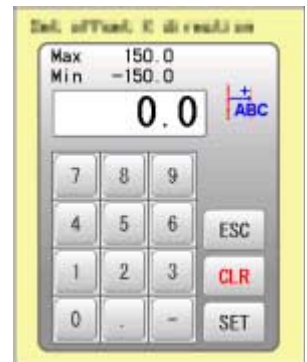 Set offset X direction
Max 150.0
Min -150.0
0.0
+
ABC
7 8 9
4 5 6 ESC
1 2 3 CLR
0 . - SET